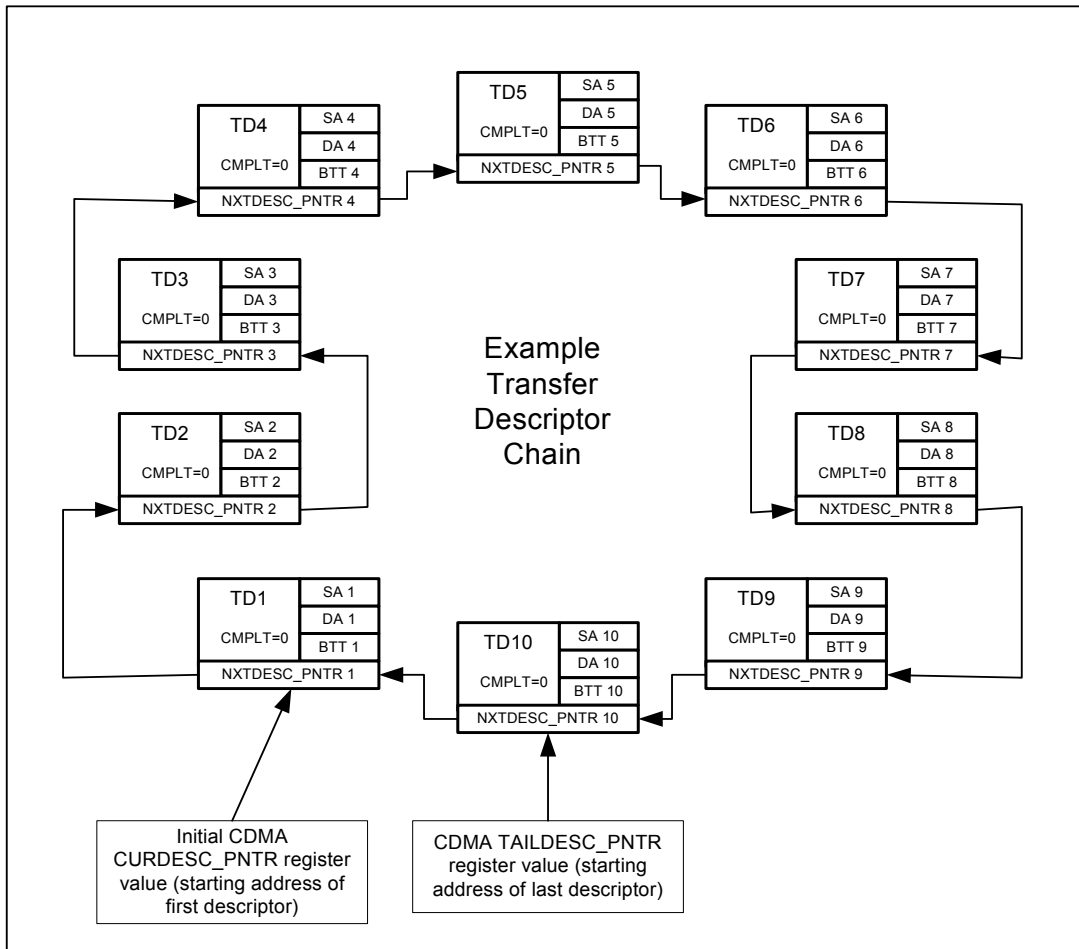 TD5
CMPLT=0
SA 5
DA 5
BTT 5
NXTDESC_PNTR 5
TD4
CMPLT=0
SA 4
DA 4
BTT 4
NXTDESC_PNTR 4
TD6
CMPLT=0
SA 6
DA 6
BTT 6
NXTDESC_PNTR 6
TD3
CMPLT=0
SA 3
DA 3
BTT 3
NXTDESC_PNTR 3
TD7
CMPLT=0
SA 7
DA 7
BTT 7
NXTDESC_PNTR 7
Example
Transfer
Descriptor
Chain
TD2
CMPLT=0
SA 2
DA 2
BTT 2
NXTDESC_PNTR 2
TD8
CMPLT=0
SA 8
DA 8
BTT 8
NXTDESC_PNTR 8
TD1
CMPLT=0
SA 1
DA 1
BTT 1
NXTDESC_PNTR 1
TD10
CMPLT=0
SA 10
DA 10
BTT 10
NXTDESC_PNTR 10
TD9
CMPLT=0
SA 9
DA 9
BTT 9
NXTDESC_PNTR 9
Initial CDMA
CURDESC_PNTR register
value (starting address of
first descriptor)
CDMA TAILDESC_PNTR
register value (starting
address of last descriptor)